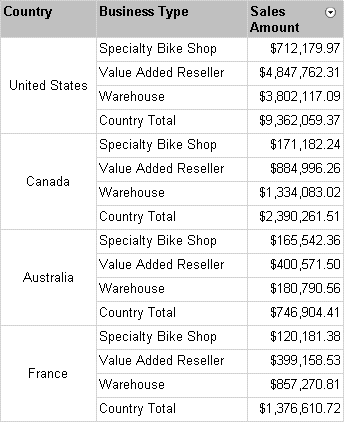 Country Business Type Sales Amount
United States Specialty Bike Shop $712,179.97
Value Added Reseller $4,847,762.31
Warehouse $3,802,117.09
Country Total $9,362,059.37
Canada Specialty Bike Shop $171,182.24
Value Added Reseller $884,996.26
Warehouse $1,334,083.02
Country Total $2,390,261.51
Australia Specialty Bike Shop $165,542.36
Value Added Reseller $400,571.50
Warehouse $180,790.56
Country Total $746,904.41
France Specialty Bike Shop $120,181.38
Value Added Reseller $399,158.53
Warehouse $857,270.81
Country Total $1,376,610.72